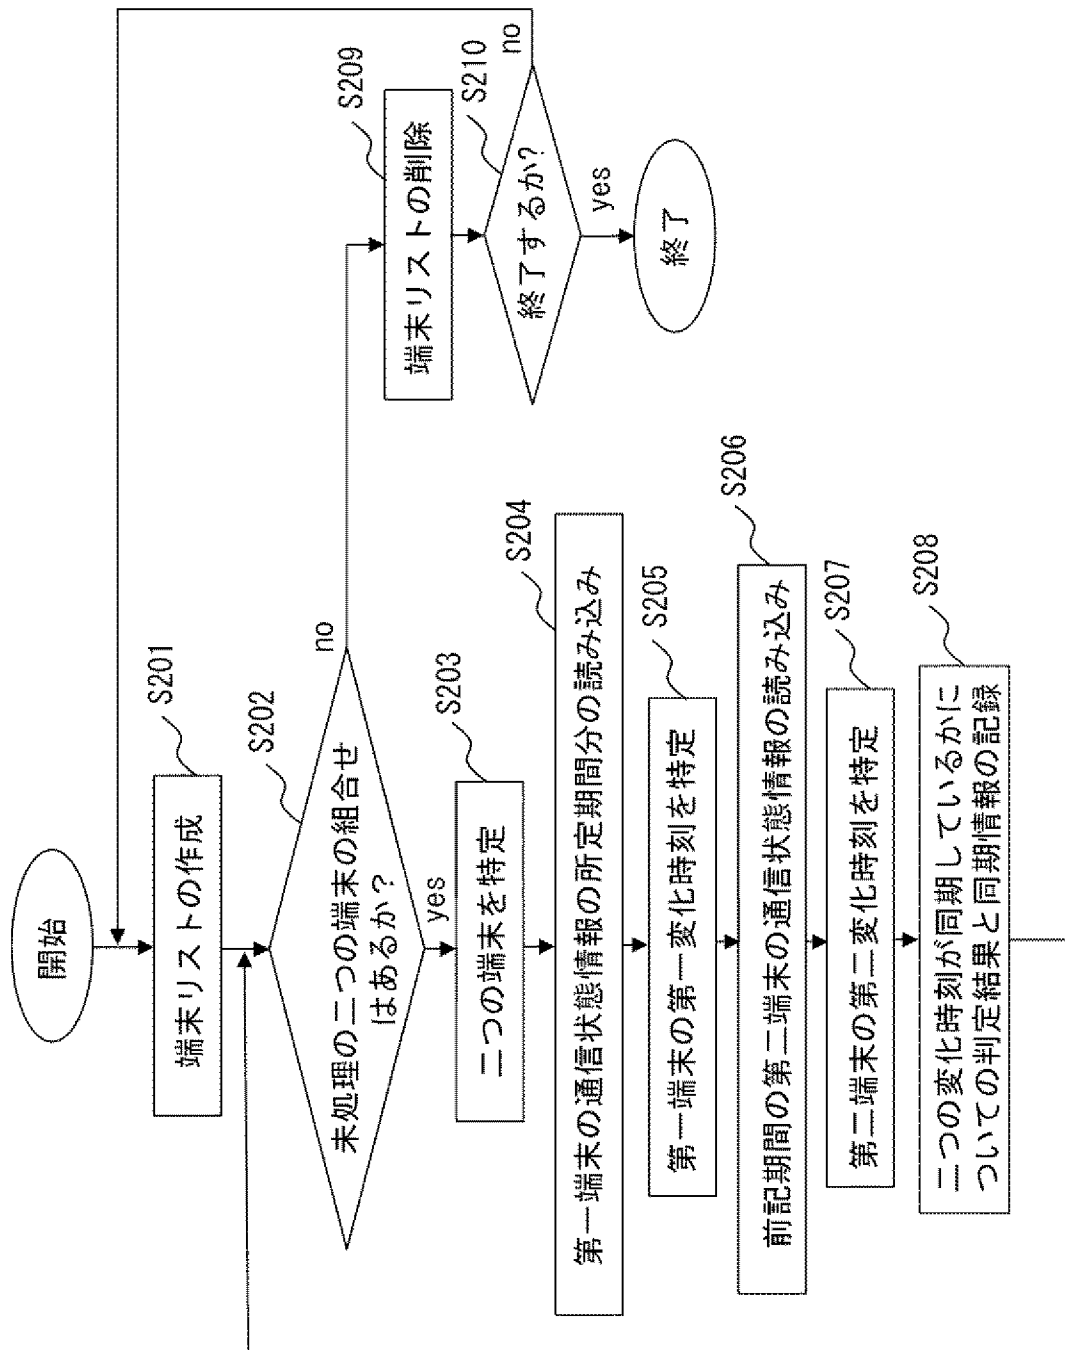 開始
端末リストの作成
S201
未処理の二つの端末の組合せ
はあるか?
S202
no
yes
二つの端末を特定
S203
第一端末の通信状態情報の所定期間分の読み込み
S204
第一端末の第一変化時刻を特定
S205
前記期間の第二端末の通信状態情報の読み込み
S206
第二端末の第二変化時刻を特定
S207
二つの変化時刻が同期しているかに
ついての判定結果と同期情報の記録
S208
端末リストの削除
S209
終了するか?
S210
no
yes
終了